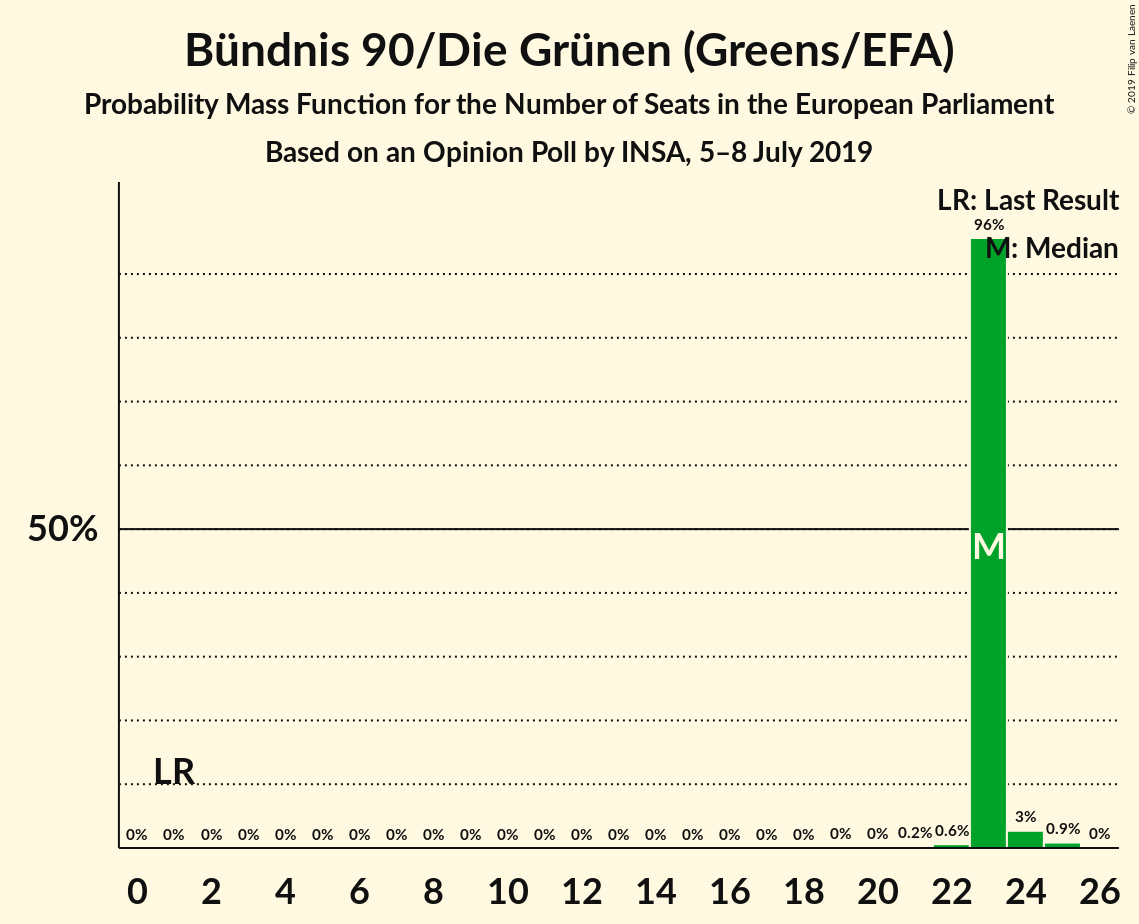 Bündnis 90/Die Grünen (Greens/EFA)
Probability Mass Function for the Number of Seats in the European Parliament
Based on an Opinion Poll by INSA, 5–8 July 2019
© 2019 Filip van Laenen
LR: Last Result
96%
M: Median
50%
M
LR
0% 0% 0% 0% 0% 0% 0% 0% 0% 0% 0% 0% 0% 0% 0% 0% 0% 0% 0% 0% 0% 0.2% 0.6% 3% 0.9% 0%
0 2 4 6 8 10 12 14 16 18 20 22 24 26